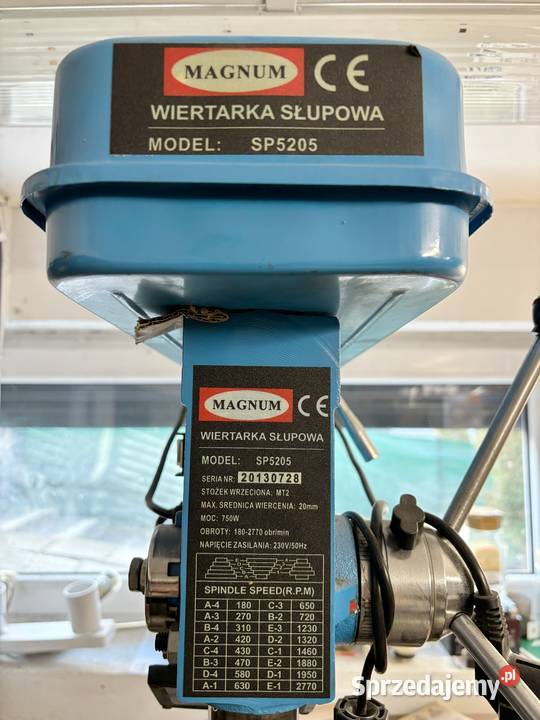 MAGNUM CE
WIERTARKA SŁUPOWA
MODEL: SP5205
MAGNUM CE
WIERTARKA SŁUPOWA
MODEL: SP5205
SERIA NR: 20130728
STOŻEK WRZECIONA: MT2
MAX. SREDNICA WIERCENIA: 20mm
MOC: 750W
OBROTY: 180-2770 obr/min
NAPIĘCIE ZASILANIA: 230V/50Hz
SPINDLE SPEED(R.P.M)
A-4 180 C-3 650
A-3 270 B-2 720
B-4 310 E-3 1230
A-2 420 D-2 1320
C-4 430 C-1 1460
B-3 470 E-2 1880
D-4 580 D-1 1950
A-1 630 E-1 2770
Sprzedajemy.pl